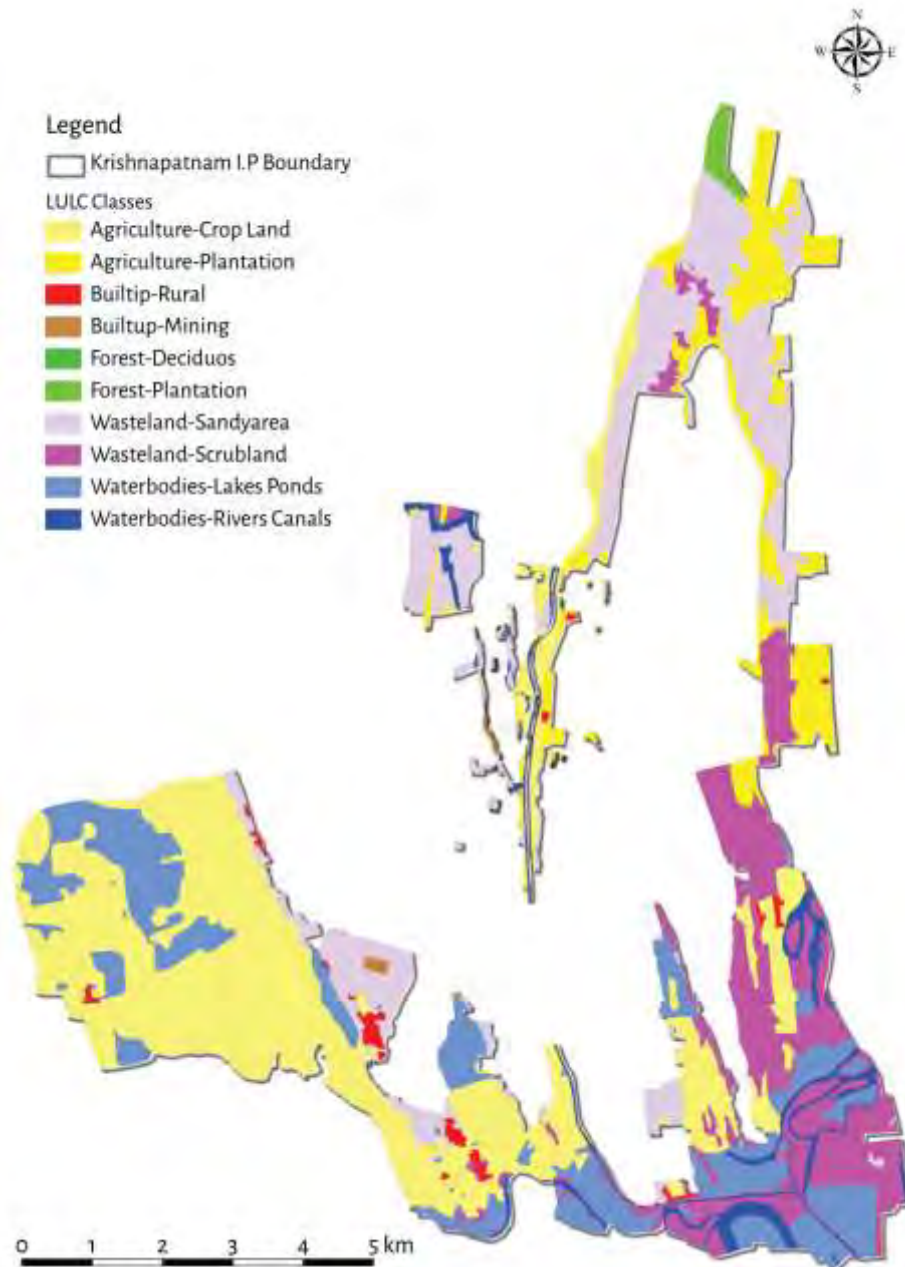 N
W E
S
Legend
Krishnapatnam I.P Boundary
LULC Classes
Agriculture-Crop Land
Agriculture-Plantation
Builtip-Rural
Builtup-Mining
Forest-Deciduos
Forest-Plantation
Wasteland-Sandyarea
Wasteland-Scrubland
Waterbodies-Lakes Ponds
Waterbodies-Rivers Canals
0 1 2 3 4 5 km